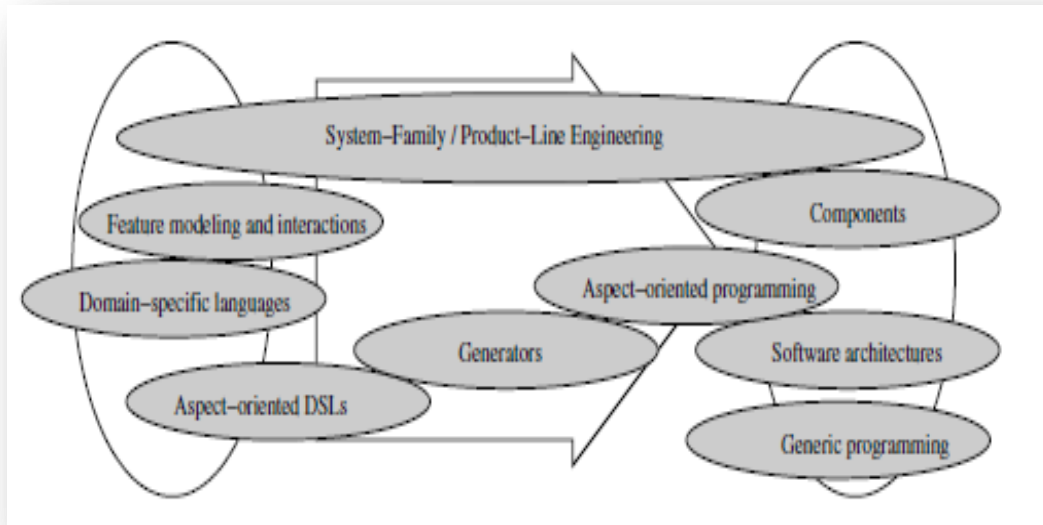 System–Family / Product–Line Engineering
Feature modeling and interactions
Components
Domain–specific languages
Aspect–oriented programming
Generators
Software architectures
Aspect–oriented DSLs
Generic programming